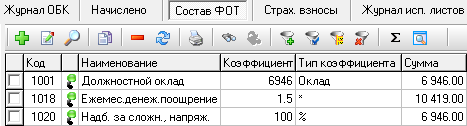 Журнал ОБК Начислено Состав ФОТ Страх. взносы Журнал исп. листов
Код Наименование Коэффициент Тип коэффициента Сумма
1001 Должностной оклад 6946 Оклад 6 946.00
1018 Ежемес.денеж.поощрение 1.5 * 10 419.00
1020 Надб. за сложн., напряж. 100 % 6 946.00